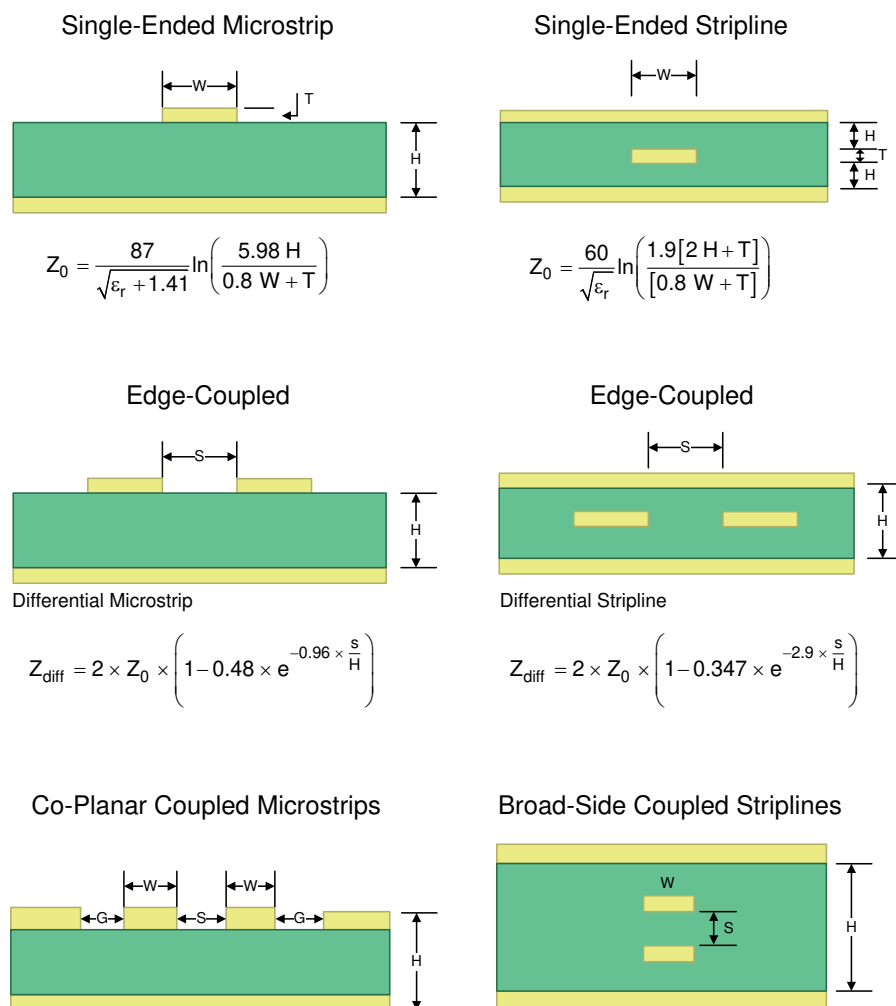 Single-Ended Microstrip
Single-Ended Stripline
W
T
H
W
H
T
H
Z₀ = 87/√(εr + 1.41) ln(5.98 H/(0.8 W + T))
Z₀ = 60/√εr ln(1.9[2 H + T]/[0.8 W + T])
Edge-Coupled
Edge-Coupled
S
H
S
H
Differential Microstrip
Differential Stripline
Zdiff = 2 × Z₀ × (1 − 0.48 × e^(−0.96 × s/H))
Zdiff = 2 × Z₀ × (1 − 0.347 × e^(−2.9 × s/H))
Co-Planar Coupled Microstrips
Broad-Side Coupled Striplines
W
W
G
S
G
H
W
S
H